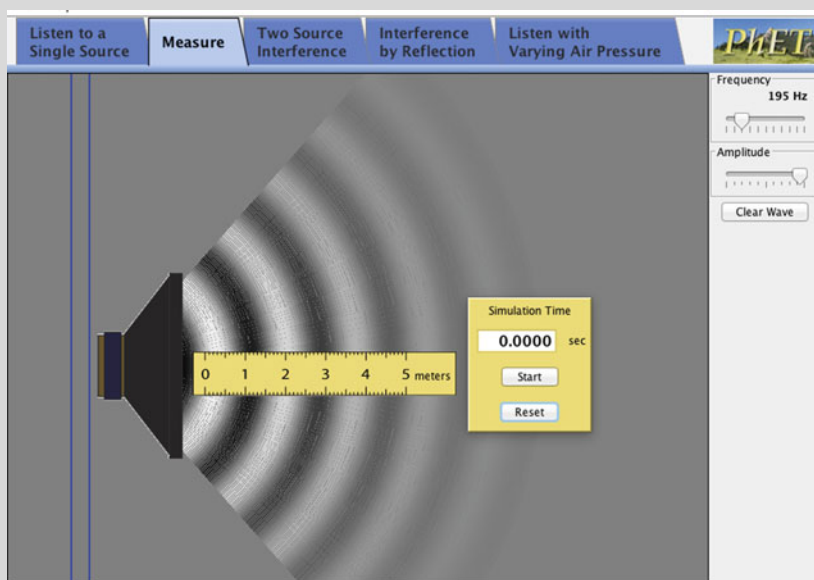 Listen to a
Single Source
Measure
Two Source
Interference
Interference
by Reflection
Listen with
Varying Air Pressure
PhET
Frequency
195 Hz
Amplitude
Clear Wave
Simulation Time
0.0000 sec
Start
Reset
0 1 2 3 4 5 meters